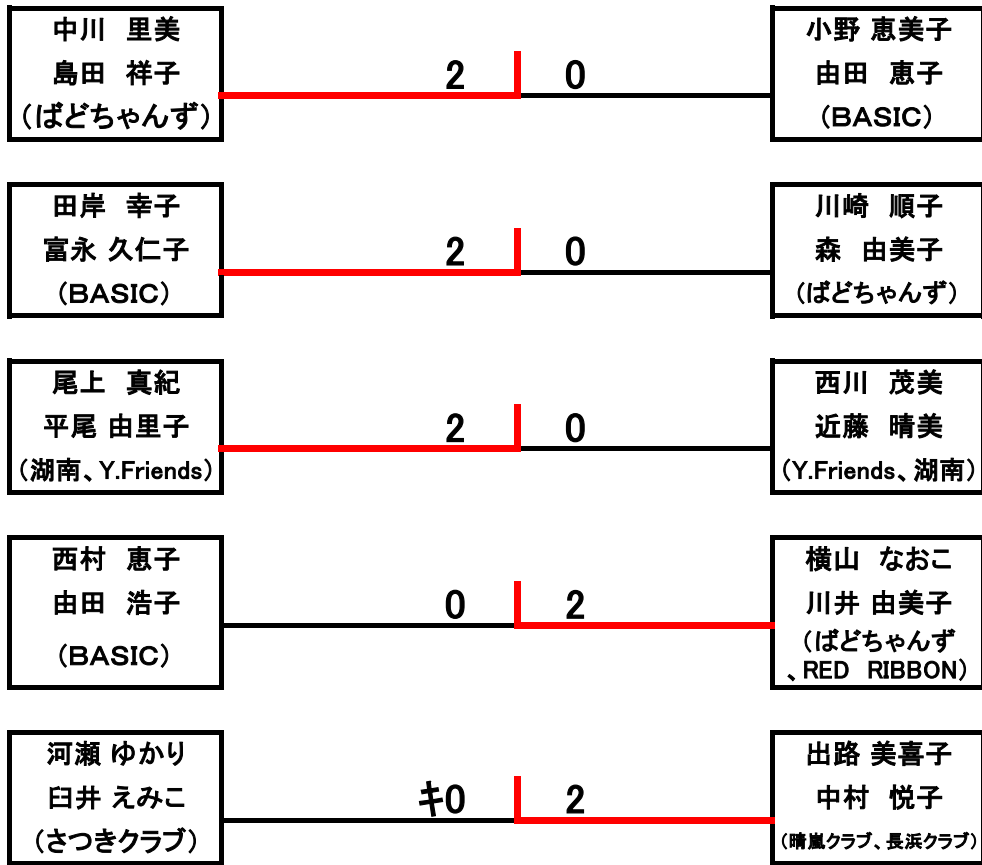 中川　里美
島田　祥子
（ばどちゃんず）
2　0
小野 恵美子
由田　恵子
（BASIC）
田岸　幸子
富永 久仁子
（BASIC）
2　0
川崎　順子
森　由美子
（ばどちゃんず）
尾上　真紀
平尾 由里子
（湖南、Y.Friends）
2　0
西川　茂美
近藤　晴美
（Y.Friends、湖南）
西村　恵子
由田　浩子
（BASIC）
0　2
横山　なおこ
川井 由美子
（ばどちゃんず
、RED　RIBBON）
河瀬 ゆかり
臼井 えみこ
（さつきクラブ）
キ0　2
出路 美喜子
中村　悦子
（晴嵐クラブ、長浜クラブ）